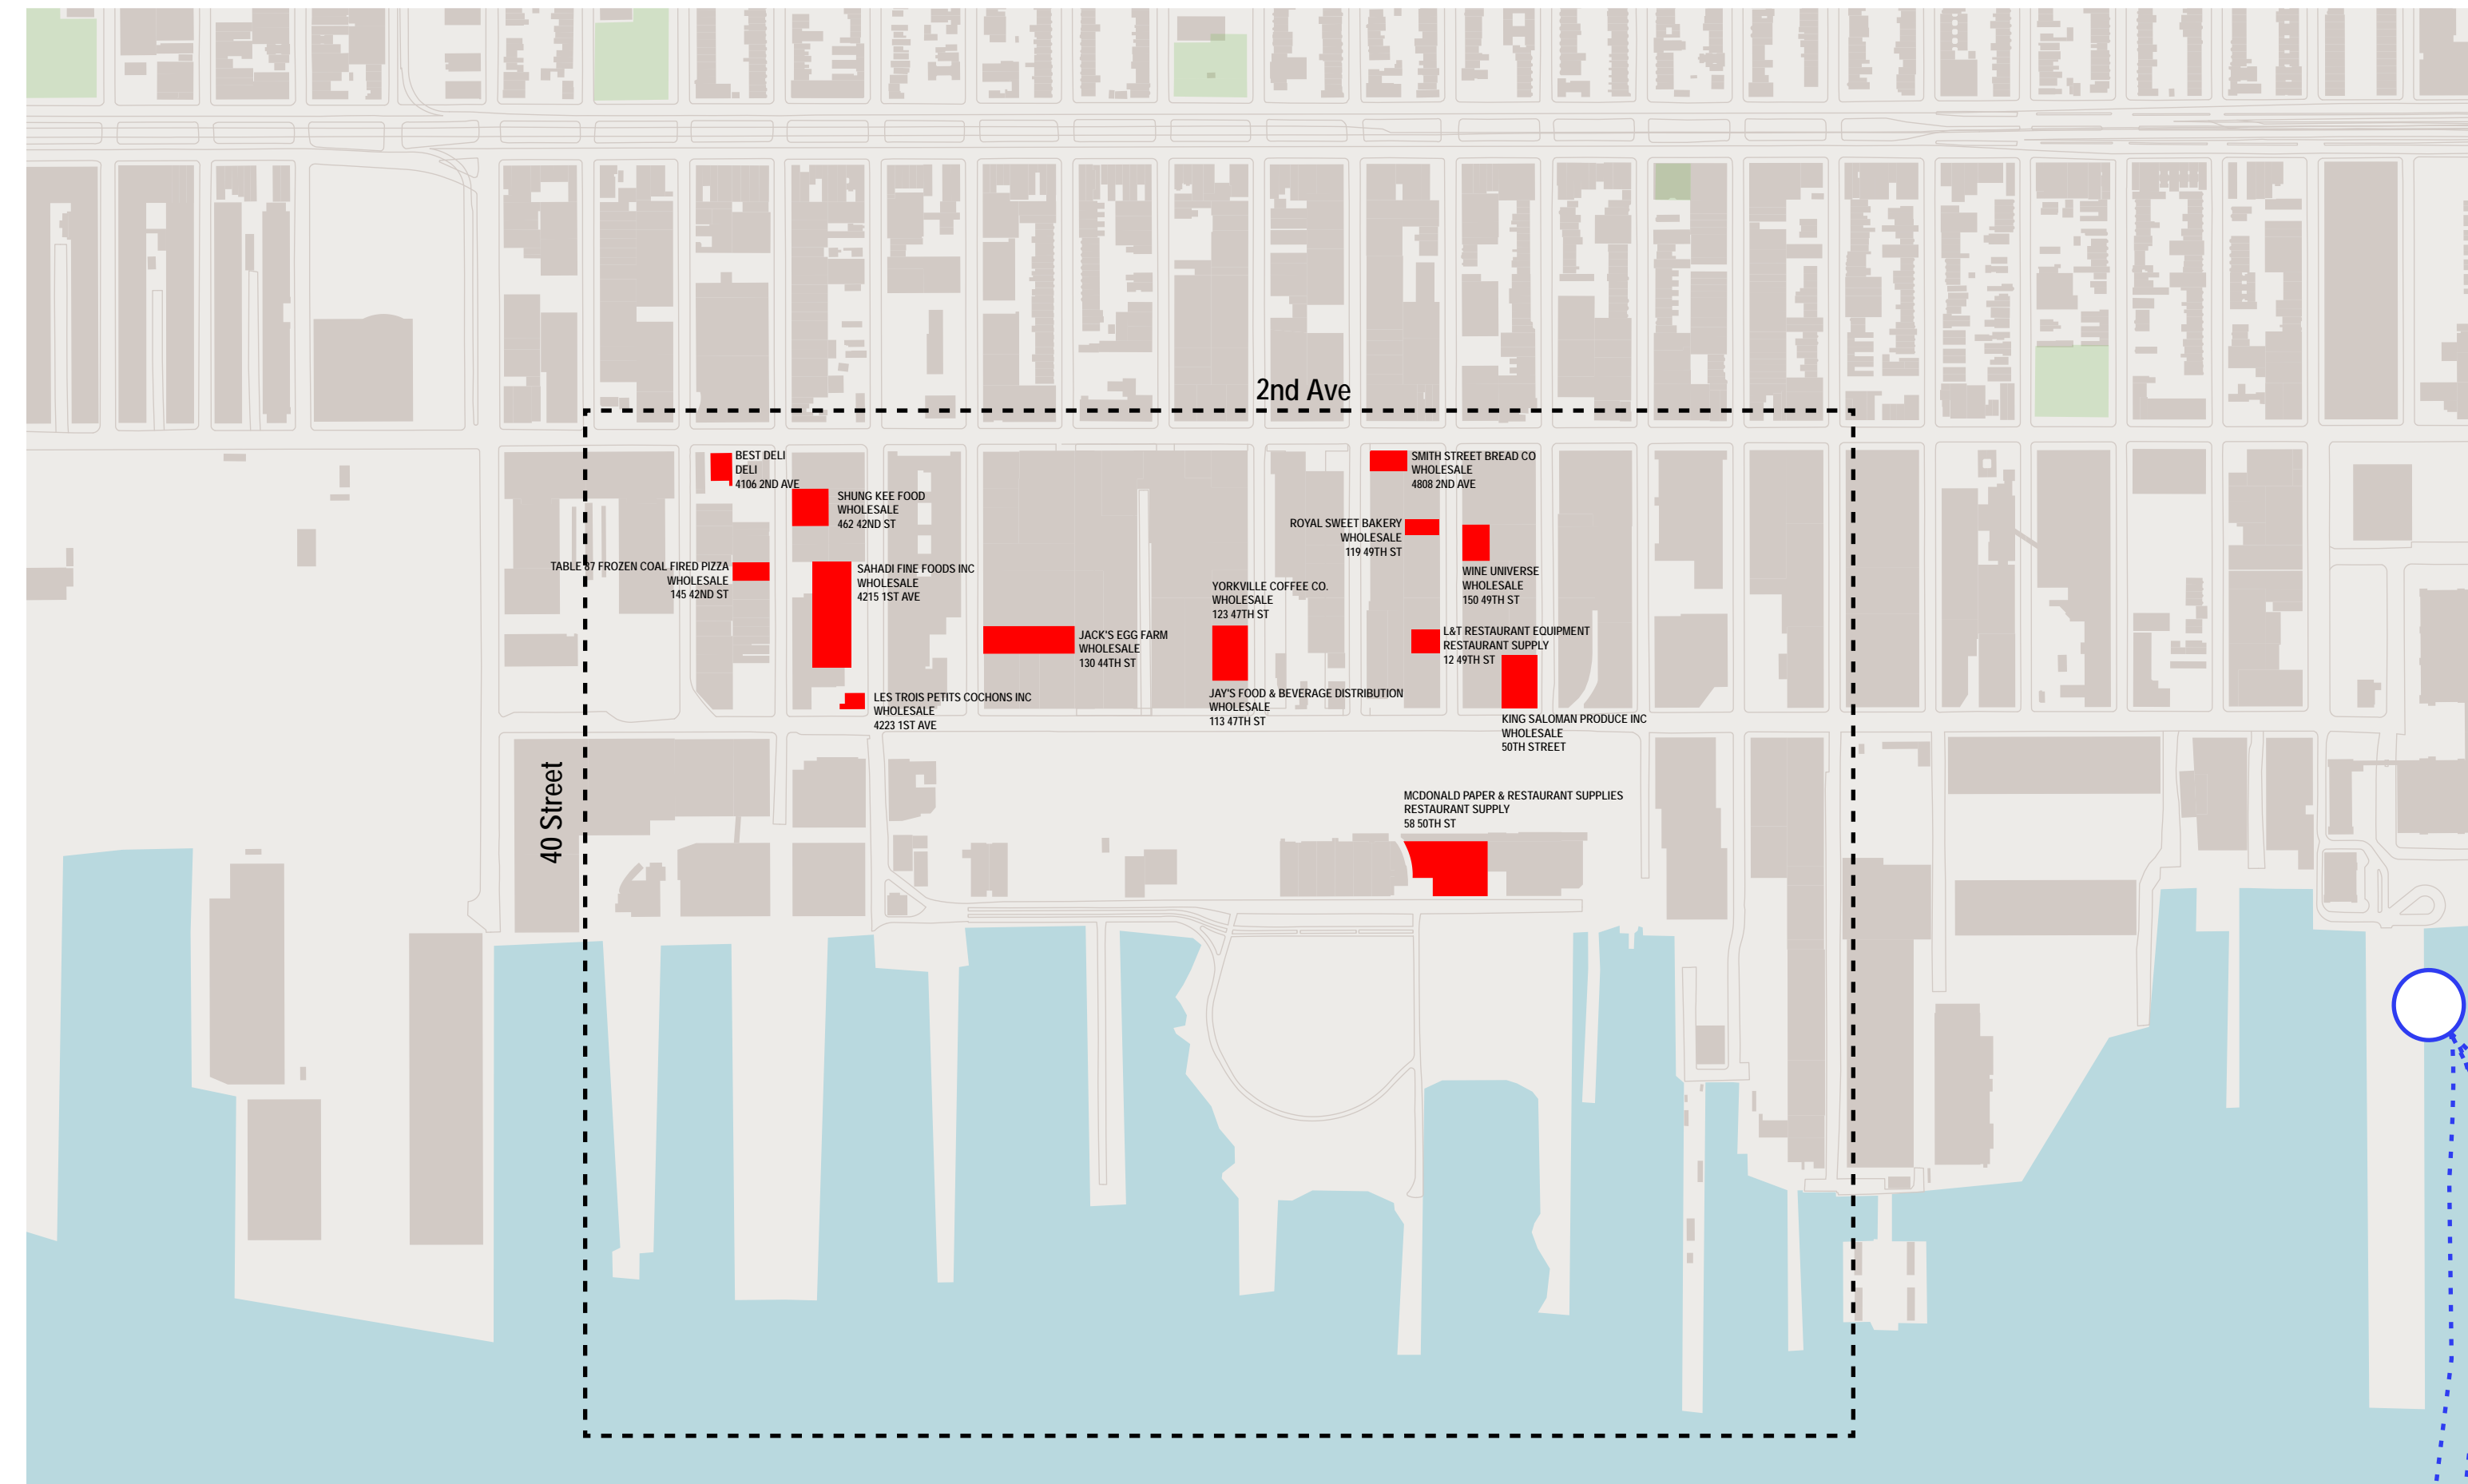 2nd Ave
BEST DELI
DELI
4106 2ND AVE
SHUNG KEE FOOD
WHOLESALE
462 42ND ST
SMITH STREET BREAD CO
WHOLESALE
4808 2ND AVE
ROYAL SWEET BAKERY
WHOLESALE
119 49TH ST
TABLE 87 FROZEN COAL FIRED PIZZA
WHOLESALE
145 42ND ST
SAHADI FINE FOODS INC
WHOLESALE
4215 1ST AVE
WINE UNIVERSE
WHOLESALE
150 49TH ST
YORKVILLE COFFEE CO.
WHOLESALE
123 47TH ST
JACK'S EGG FARM
WHOLESALE
130 44TH ST
L&T RESTAURANT EQUIPMENT
RESTAURANT SUPPLY
12 49TH ST
LES TROIS PETITS COCHONS INC
WHOLESALE
4223 1ST AVE
JAY'S FOOD & BEVERAGE DISTRIBUTION
WHOLESALE
113 47TH ST
KING SALOMAN PRODUCE INC
WHOLESALE
50TH STREET
40 Street
MCDONALD PAPER & RESTAURANT SUPPLIES
RESTAURANT SUPPLY
58 50TH ST